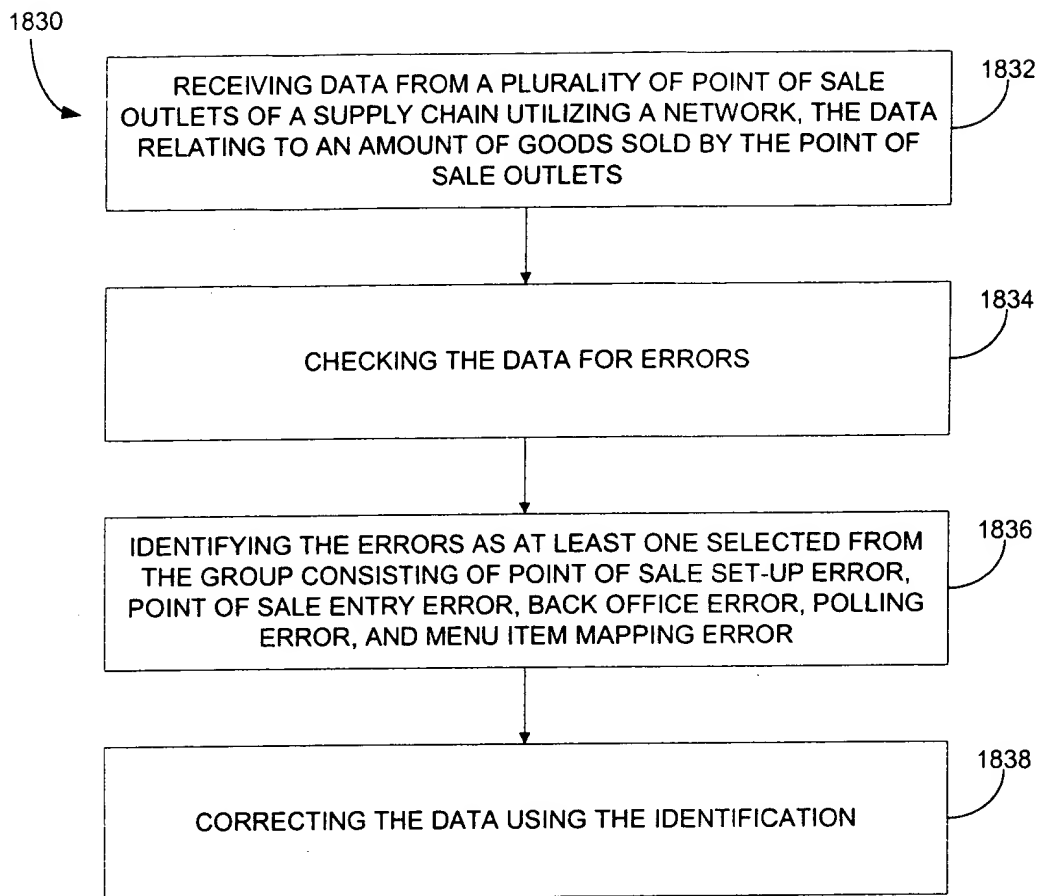 1830
RECEIVING DATA FROM A PLURALITY OF POINT OF SALE
OUTLETS OF A SUPPLY CHAIN UTILIZING A NETWORK, THE DATA
RELATING TO AN AMOUNT OF GOODS SOLD BY THE POINT OF
SALE OUTLETS
1832
CHECKING THE DATA FOR ERRORS
1834
IDENTIFYING THE ERRORS AS AT LEAST ONE SELECTED FROM
THE GROUP CONSISTING OF POINT OF SALE SET-UP ERROR,
POINT OF SALE ENTRY ERROR, BACK OFFICE ERROR, POLLING
ERROR, AND MENU ITEM MAPPING ERROR
1836
CORRECTING THE DATA USING THE IDENTIFICATION
1838